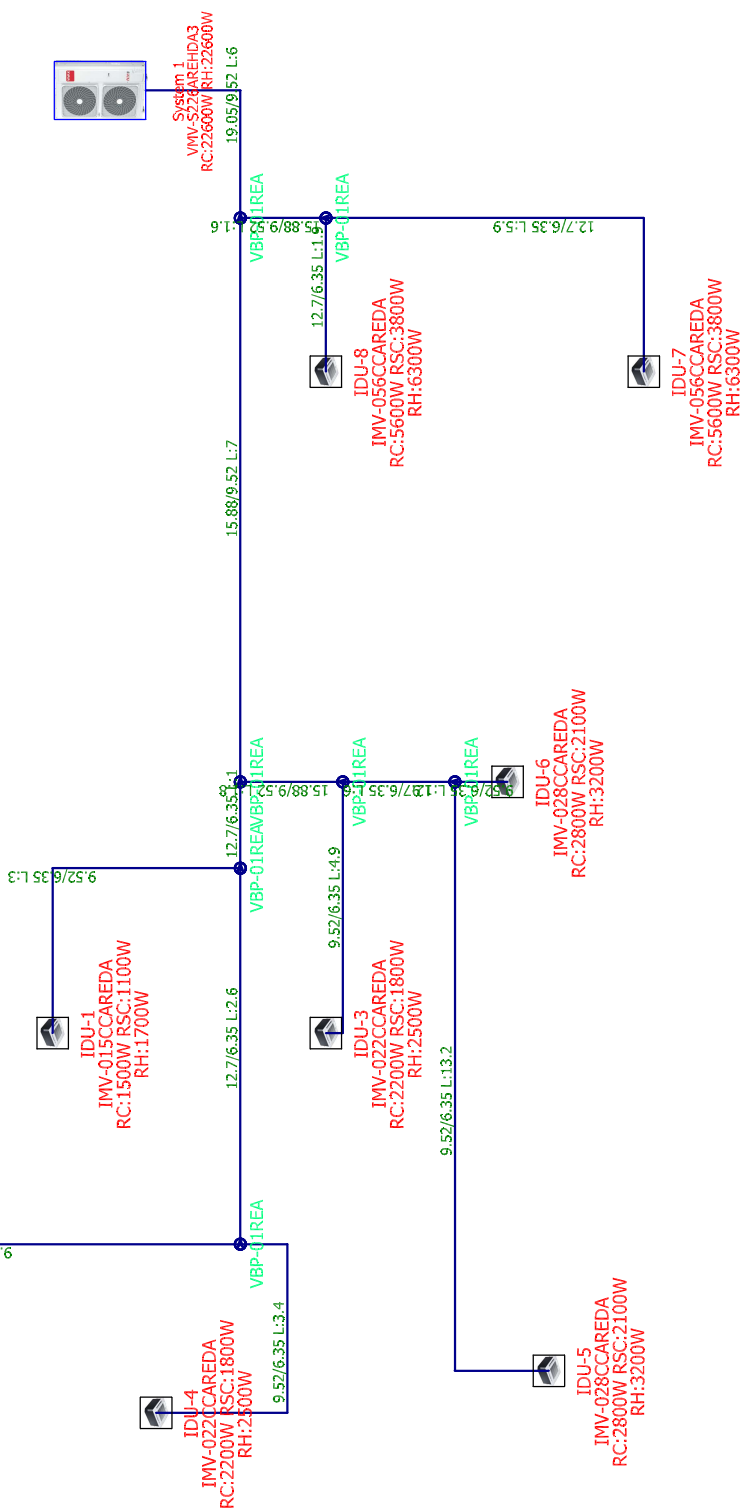 System 1
VMV-S226AREHDA3
RC:22600W RH:22600W
19.05/9.52 L:6
VBP-01REA
15.88/9.52 L:1.6
VBP-01REA
12.7/6.35 L:1.9
12.7/6.35 L:5.9
IDU-8
IMV-056CCAREDA
RC:5600W RSC:3800W
RH:6300W
IDU-7
IMV-056CCAREDA
RC:5600W RSC:3800W
RH:6300W
15.88/9.52 L:7
VBP-01REA
12.7/6.35 L:1
VBP-01REA
15.88/9.52
VBP-01REA
VBP-01REA
9.52/6.35 L:3
9.52/6.35 L:4.9
IDU-6
IMV-028CCAREDA
RC:2800W RSC:2100W
RH:3200W
IDU-1
IMV-015CCAREDA
RC:1500W RSC:1100W
RH:1700W
12.7/6.35 L:2.6
IDU-3
IMV-022CCAREDA
RC:2200W RSC:1800W
RH:2500W
9.52/6.35 L:13.2
VBP-01REA
9.52/6.35 L:3.4
IDU-4
IMV-022CCAREDA
RC:2200W RSC:1800W
RH:2500W
IDU-5
IMV-028CCAREDA
RC:2800W RSC:2100W
RH:3200W